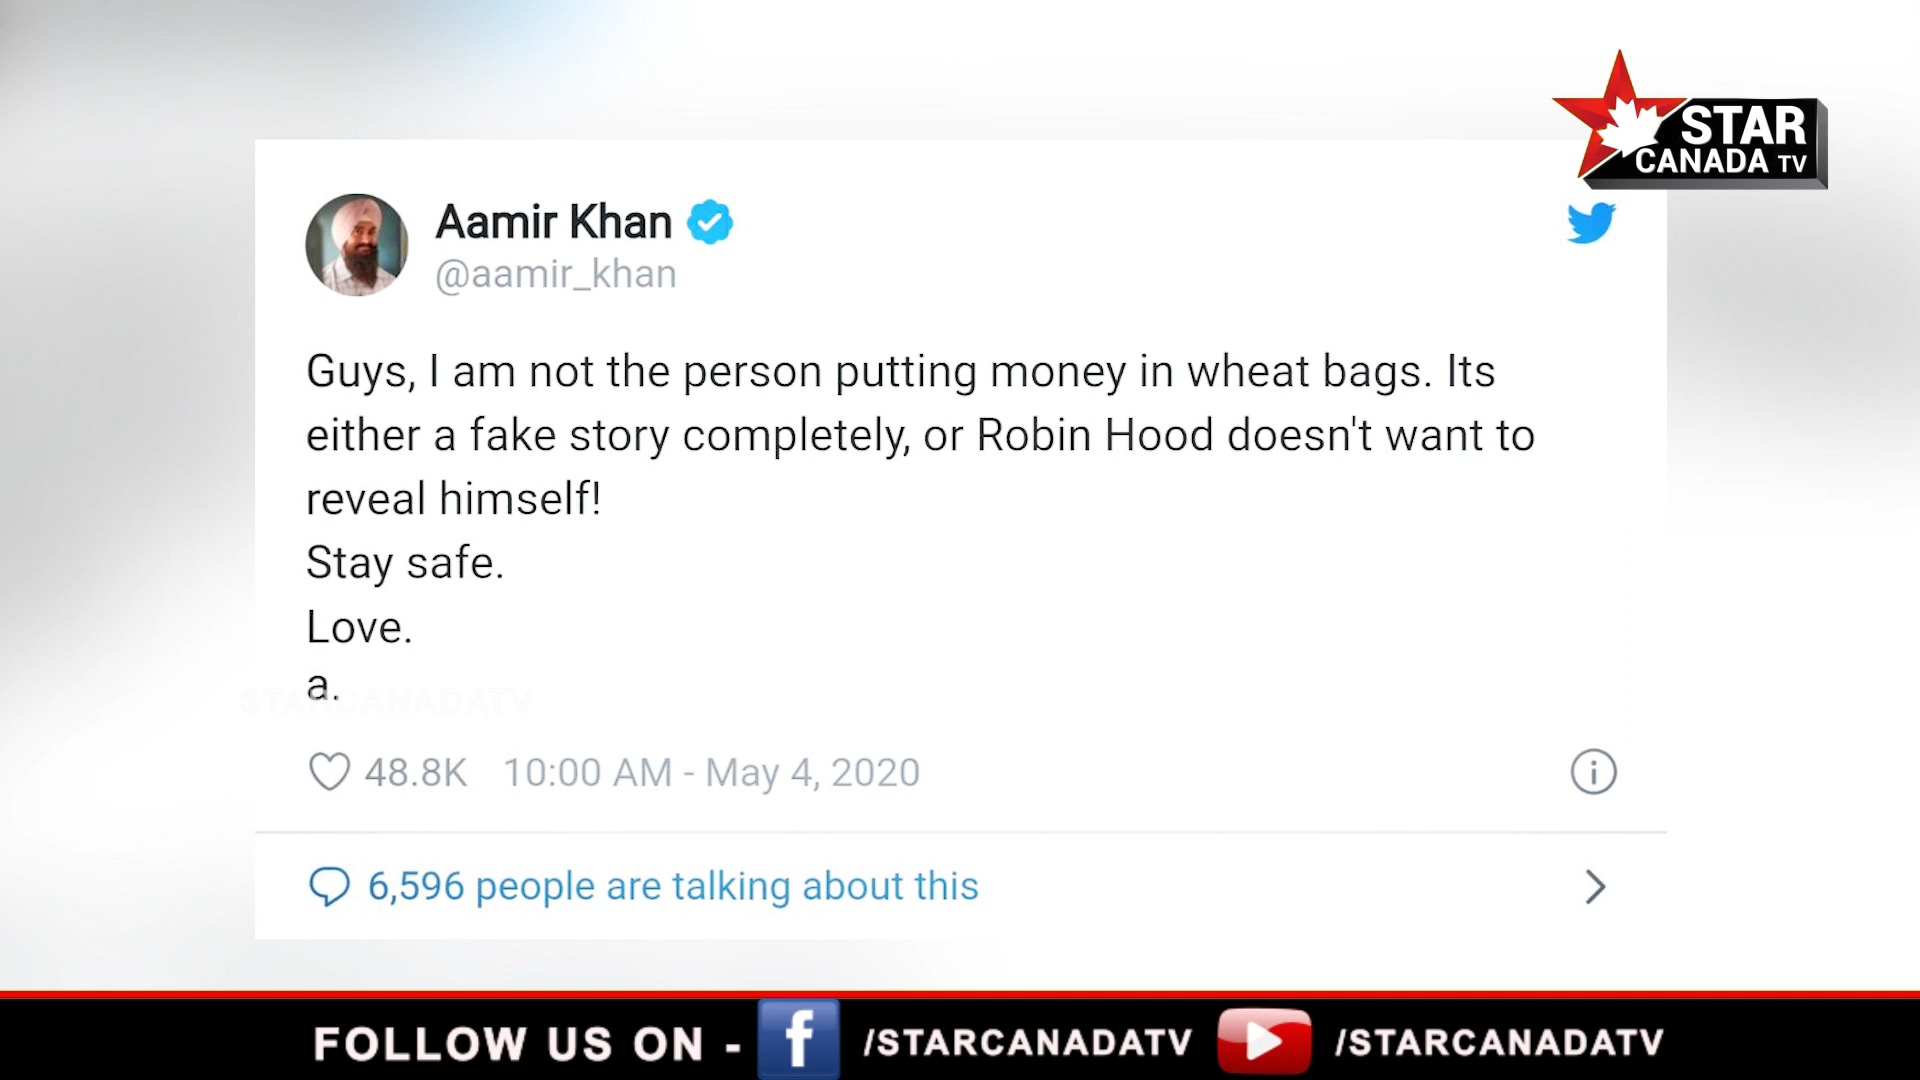 STAR
CANADA TV
Aamir Khan
@aamir_khan
Guys, I am not the person putting money in wheat bags. Its
either a fake story completely, or Robin Hood doesn't want to
reveal himself!
Stay safe.
Love.
a.
STARCANADATV
48.8K 10:00 AM - May 4, 2020
6,596 people are talking about this
FOLLOW US ON - f /STARCANADATV /STARCANADATV